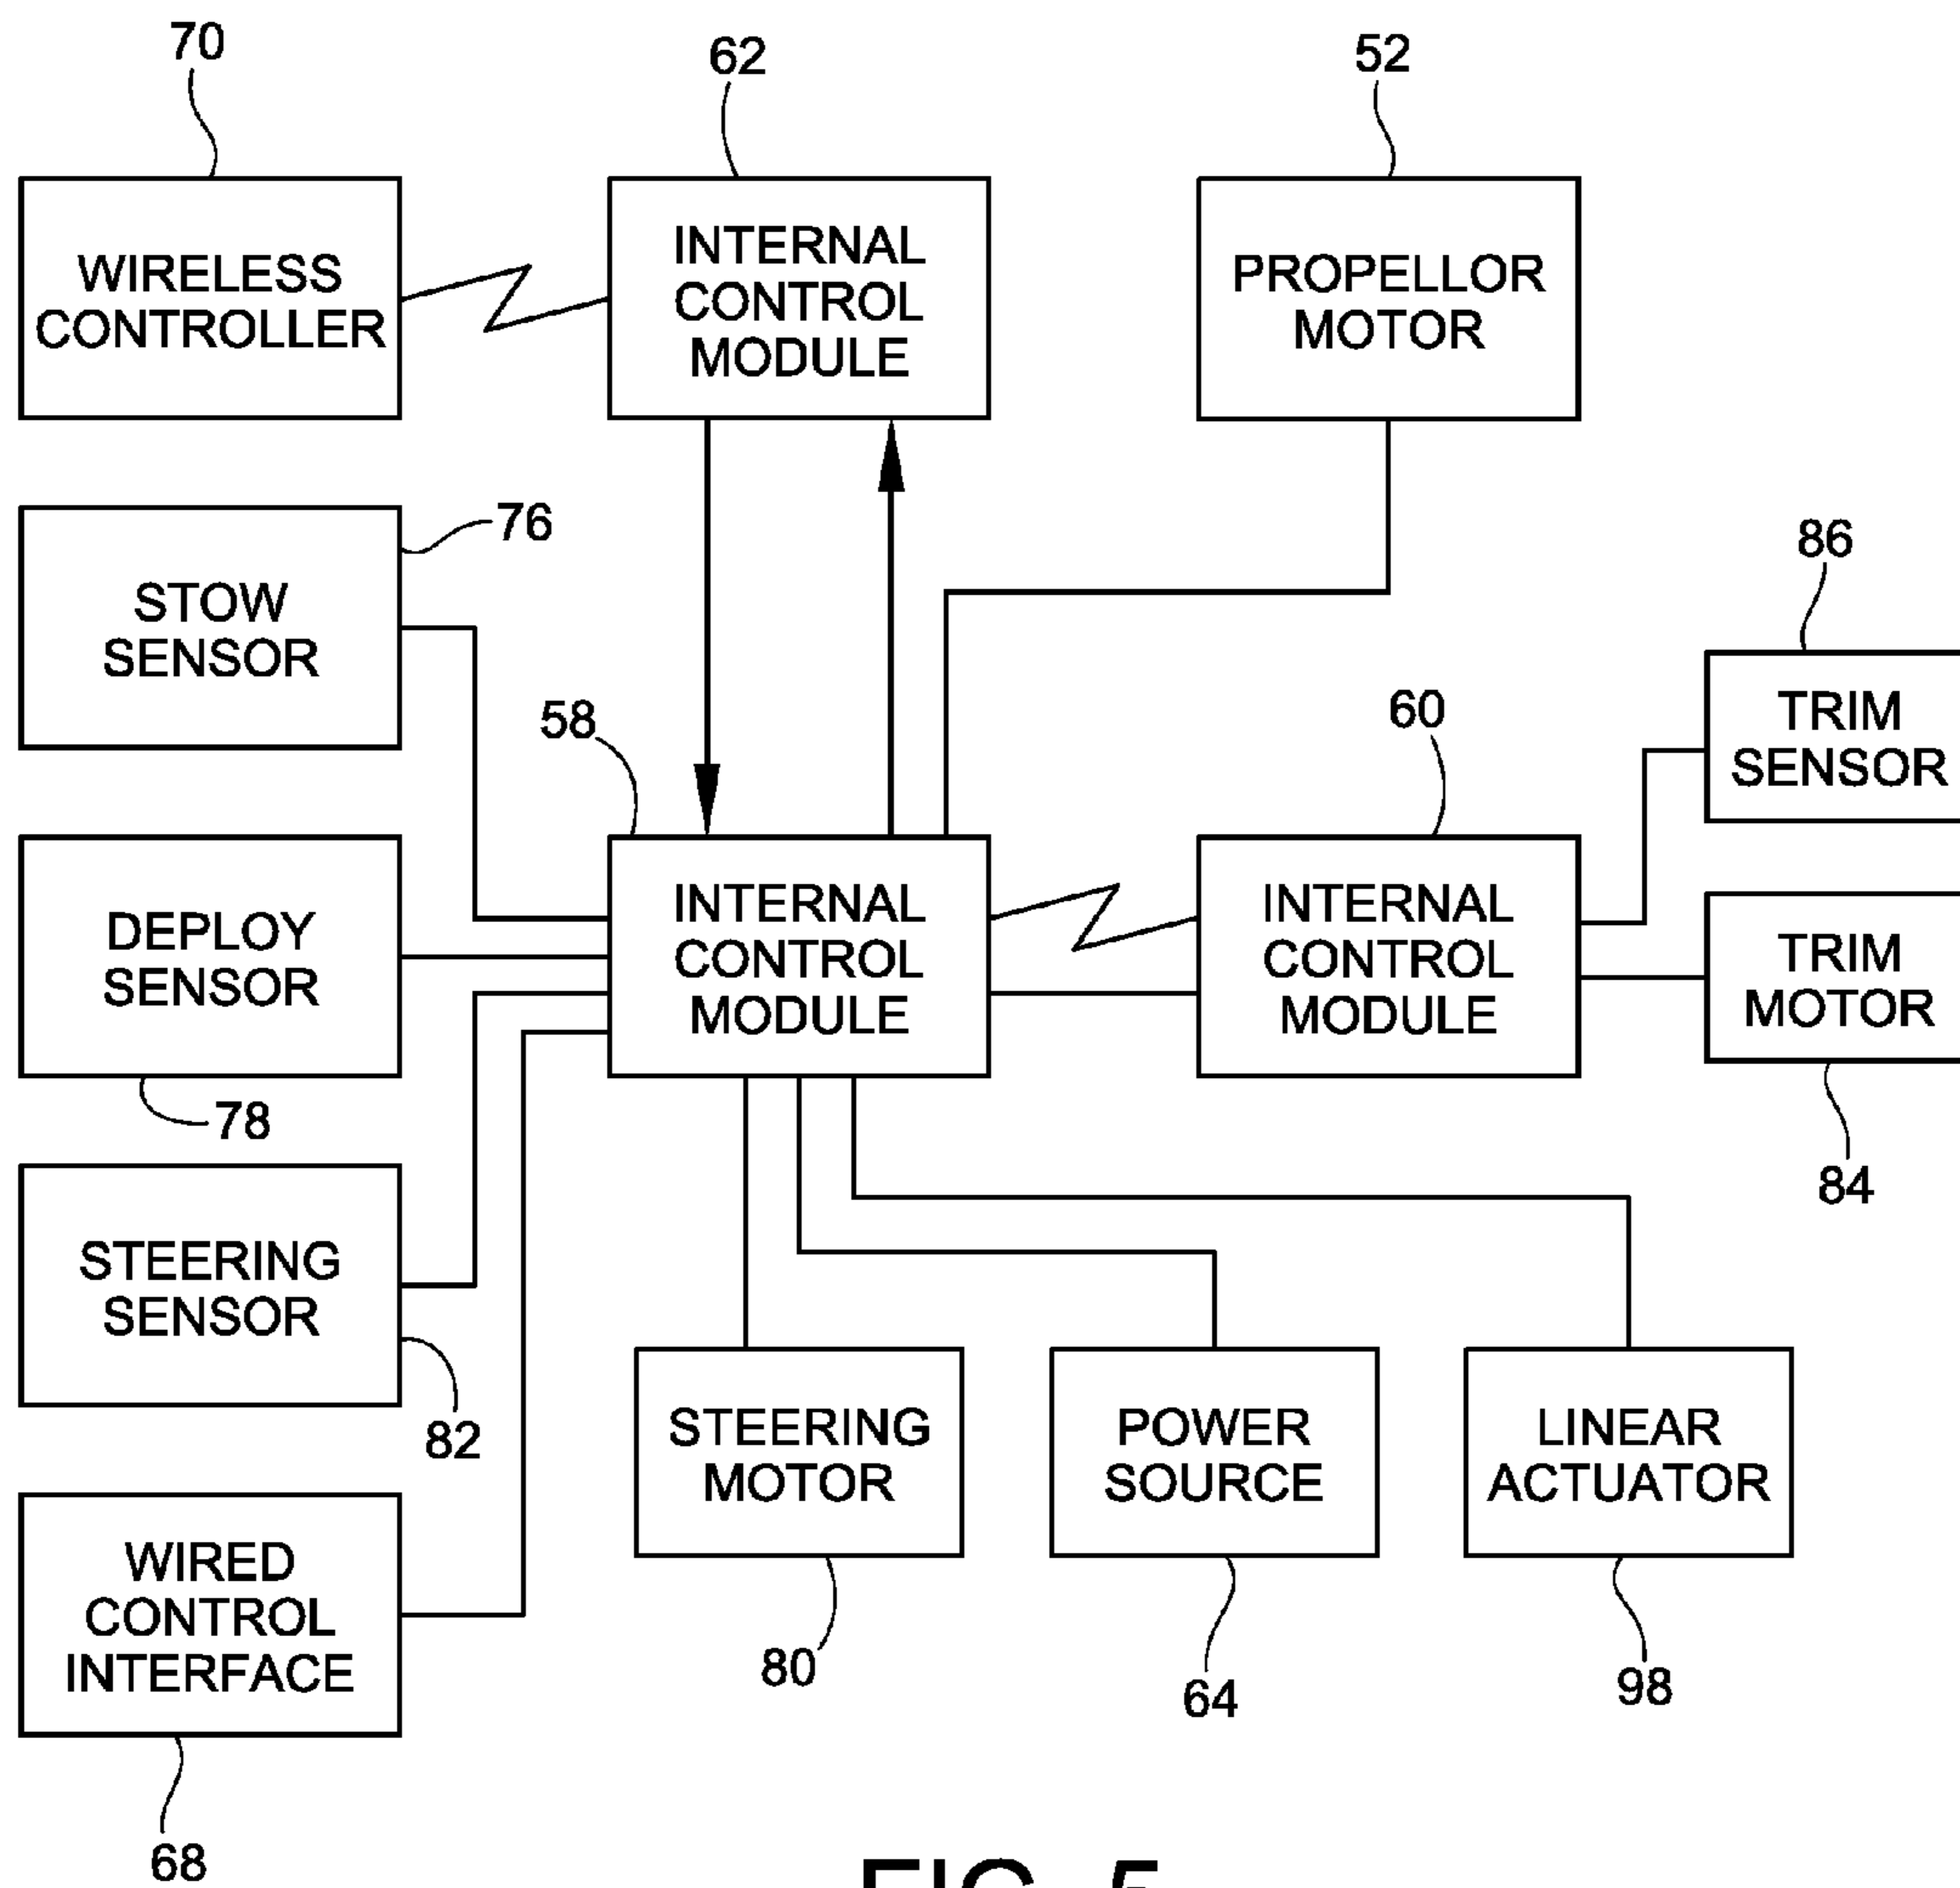 70
62
52
WIRELESS
CONTROLLER
INTERNAL
CONTROL
MODULE
PROPELLOR
MOTOR
76
STOW
SENSOR
86
TRIM
SENSOR
58
60
DEPLOY
SENSOR
78
INTERNAL
CONTROL
MODULE
INTERNAL
CONTROL
MODULE
TRIM
MOTOR
84
STEERING
SENSOR
82
STEERING
MOTOR
80
POWER
SOURCE
64
LINEAR
ACTUATOR
98
WIRED
CONTROL
INTERFACE
68
FIG. 5